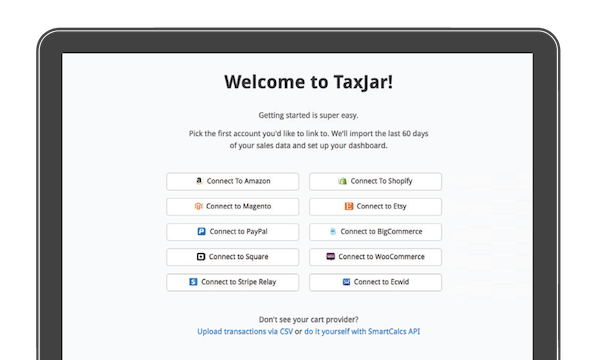 Welcome to TaxJar!
Getting started is super easy.
Pick the first account you'd like to link to. We'll import the last 60 days
of your sales data and set up your dashboard.
Connect To Amazon
Connect To Shopify
Connect to Magento
Connect to Etsy
Connect to PayPal
Connect to BigCommerce
Connect to Square
Connect to WooCommerce
Connect to Stripe Relay
Connect to Ecwid
Don't see your cart provider?
Upload transactions via CSV or do it yourself with SmartCalcs API